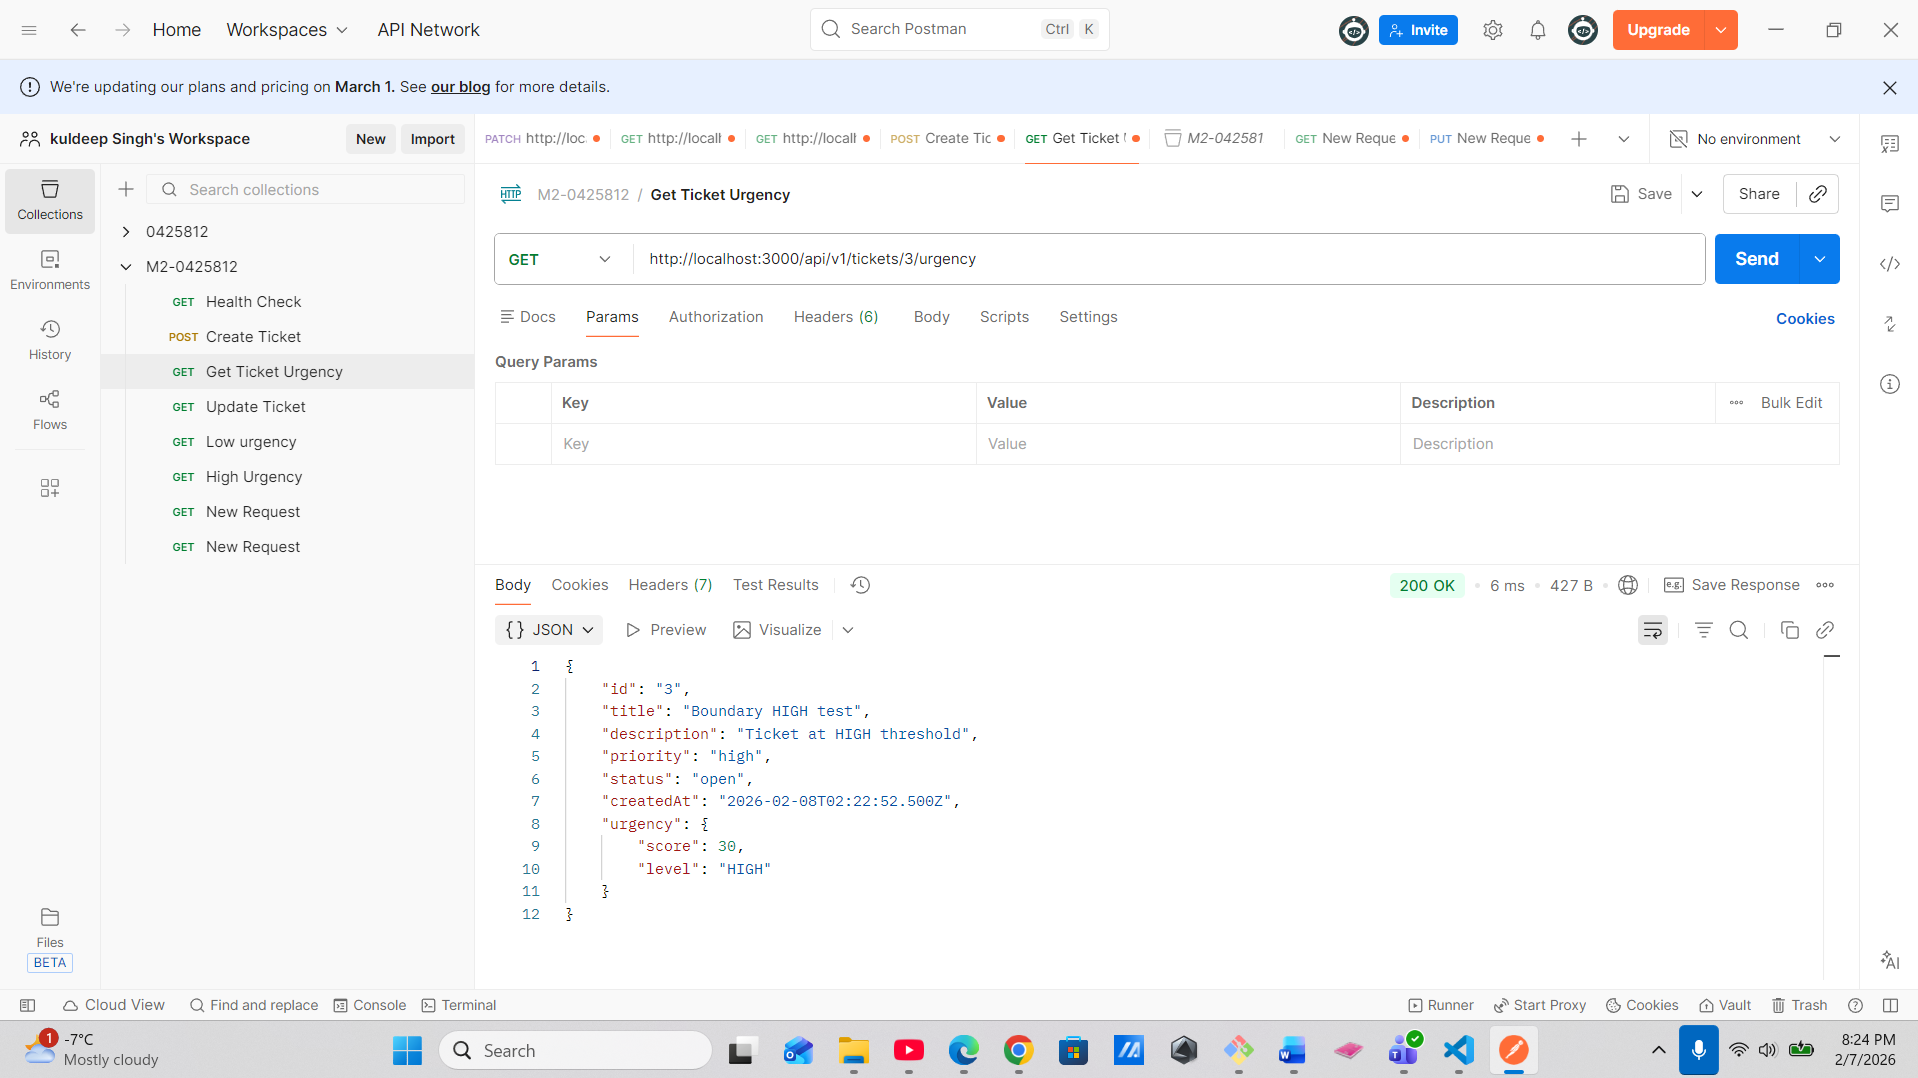 Home Workspaces API Network Search Postman Ctrl K Invite Upgrade
We're updating our plans and pricing on March 1. See our blog for more details.
kuldeep Singh's Workspace New Import
PATCH http://loc GET http://locall GET http://locall POST Create Tic GET Get Ticket M2-042581 GET New Reque PUT New Reque No environment
Collections
Environments
History
Flows
Files
BETA
Search collections
0425812
M2-0425812
GET Health Check
POST Create Ticket
GET Get Ticket Urgency
GET Update Ticket
GET Low urgency
GET High Urgency
GET New Request
GET New Request
HTTP M2-0425812 / Get Ticket Urgency Save Share
GET http://localhost:3000/api/v1/tickets/3/urgency Send
Docs Params Authorization Headers (6) Body Scripts Settings Cookies
Query Params
Key Value Description Bulk Edit
Key Value Description
Body Cookies Headers (7) Test Results 200 OK 6 ms 427 B e.g. Save Response
{} JSON Preview Visualize
1 {
2 "id": "3",
3 "title": "Boundary HIGH test",
4 "description": "Ticket at HIGH threshold",
5 "priority": "high",
6 "status": "open",
7 "createdAt": "2026-02-08T02:22:52.500Z",
8 "urgency": {
9 "score": 30,
10 "level": "HIGH"
11 }
12 }
AI
Cloud View Find and replace Console Terminal Runner Start Proxy Cookies Vault Trash
1 -7°C
Mostly cloudy
Search
8:24 PM
2/7/2026